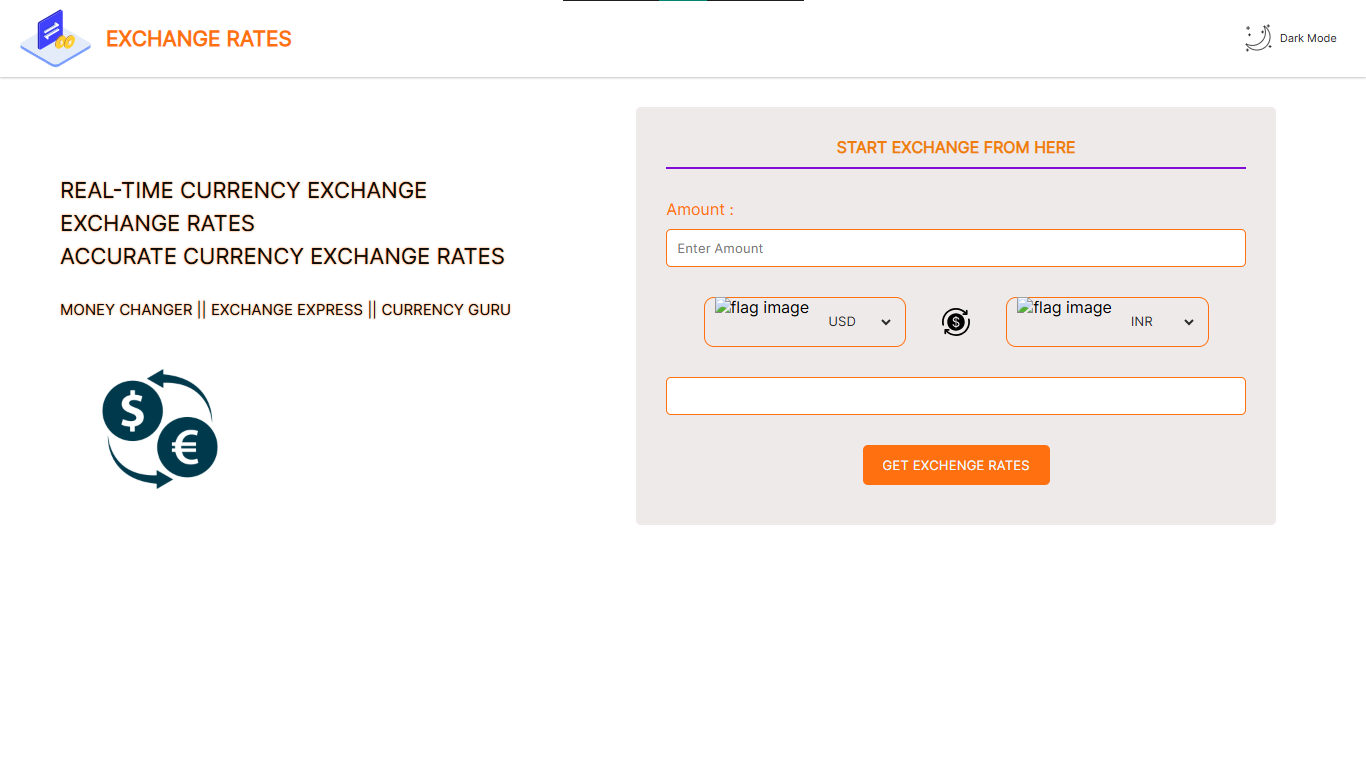 EXCHANGE RATES
Dark Mode
REAL-TIME CURRENCY EXCHANGE
EXCHANGE RATES
ACCURATE CURRENCY EXCHANGE RATES
MONEY CHANGER || EXCHANGE EXPRESS || CURRENCY GURU
$
€
START EXCHANGE FROM HERE
Amount :
Enter Amount
flag image USD
$
flag image INR
GET EXCHENGE RATES